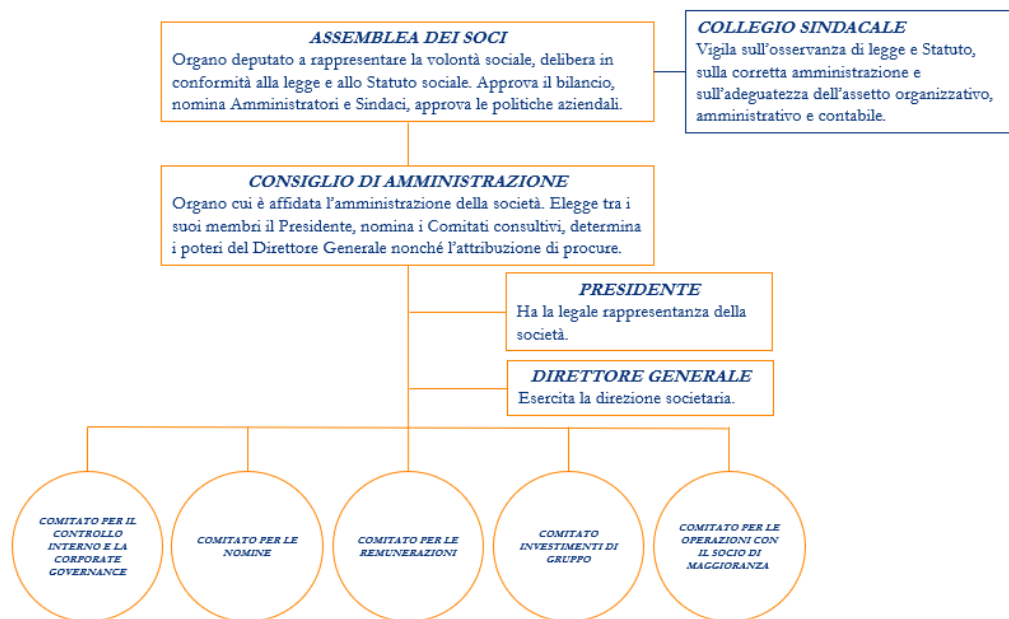 ASSEMBLEA DEI SOCI
Organo deputato a rappresentare la volontà sociale, delibera in
conformità alla legge e allo Statuto sociale. Approva il bilancio,
nomina Amministratori e Sindaci, approva le politiche aziendali.
COLLEGIO SINDACALE
Vigila sull'osservanza di legge e Statuto,
sulla corretta amministrazione e
sull'adeguatezza dell'assetto organizzativo,
amministrativo e contabile.
CONSIGLIO DI AMMINISTRAZIONE
Organo cui è affidata l'amministrazione della società. Elegge tra i
suoi membri il Presidente, nomina i Comitati consultivi, determina
i poteri del Direttore Generale nonché l'attribuzione di procure.
PRESIDENTE
Ha la legale rappresentanza della
società.
DIRETTORE GENERALE
Esercita la direzione societaria.
COMITATO PER IL
CONTROLLO
INTERNO E LA
CORPORATE
GOVERNANCE
COMITATO PER LE
NOMINE
COMITATO PER LE
REMUNERAZIONI
COMITATO
INVESTIMENTI DI
GRUPPO
COMITATO PER LE
OPERAZIONI CON
IL SOCIO DI
MAGGIORANZA